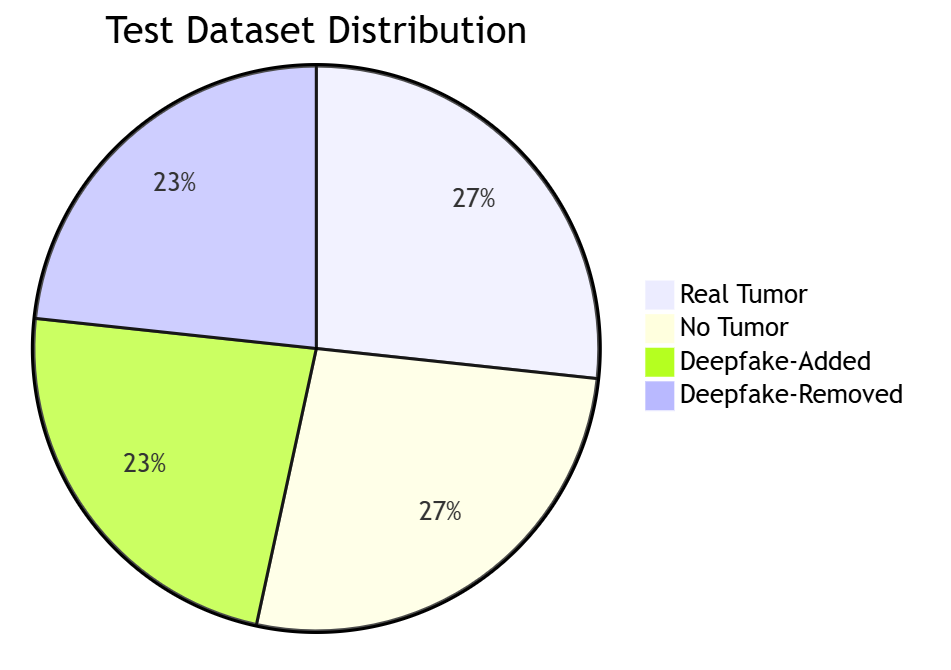 Test Dataset Distribution
23%
27%
23%
27%
Real Tumor
No Tumor
Deepfake-Added
Deepfake-Removed